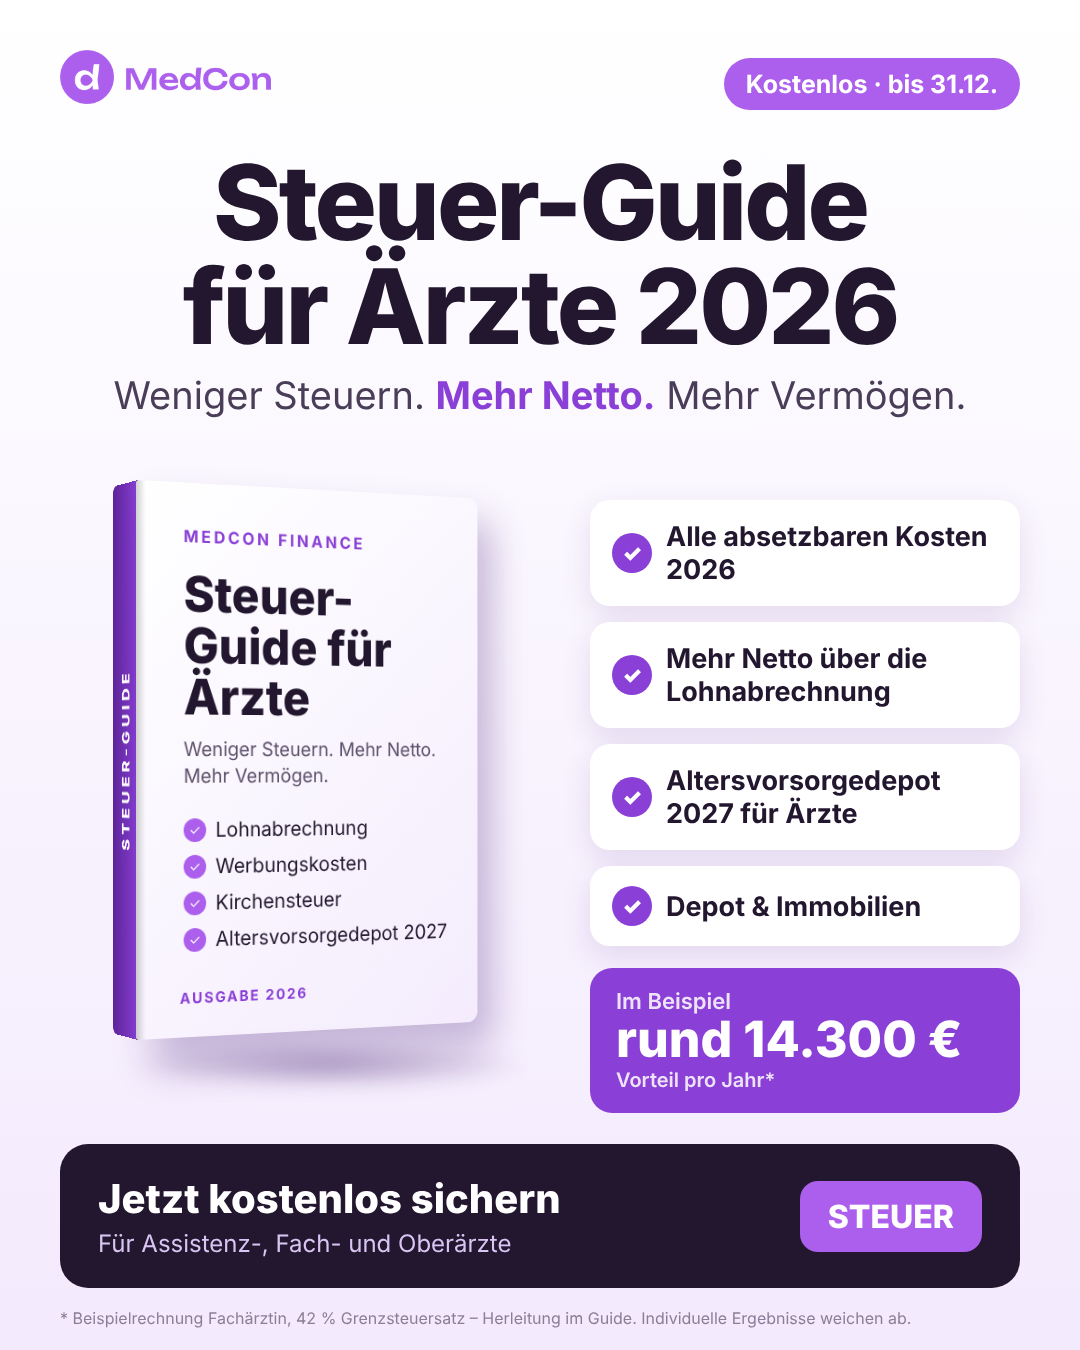 d MedCon
Kostenlos · bis 31.12.
Steuer-Guide
für Ärzte 2026
Weniger Steuern. Mehr Netto. Mehr Vermögen.
STEUER-GUIDE
MEDCON FINANCE
Steuer-
Guide für
Ärzte
Weniger Steuern. Mehr Netto.
Mehr Vermögen.
Lohnabrechnung
Werbungskosten
Kirchensteuer
Altersvorsorgedepot 2027
AUSGABE 2026
Alle absetzbaren Kosten
2026
Mehr Netto über die
Lohnabrechnung
Altersvorsorgedepot
2027 für Ärzte
Depot & Immobilien
Im Beispiel
rund 14.300 €
Vorteil pro Jahr*
Jetzt kostenlos sichern
Für Assistenz-, Fach- und Oberärzte
STEUER
* Beispielrechnung Fachärztin, 42 % Grenzsteuersatz – Herleitung im Guide. Individuelle Ergebnisse weichen ab.